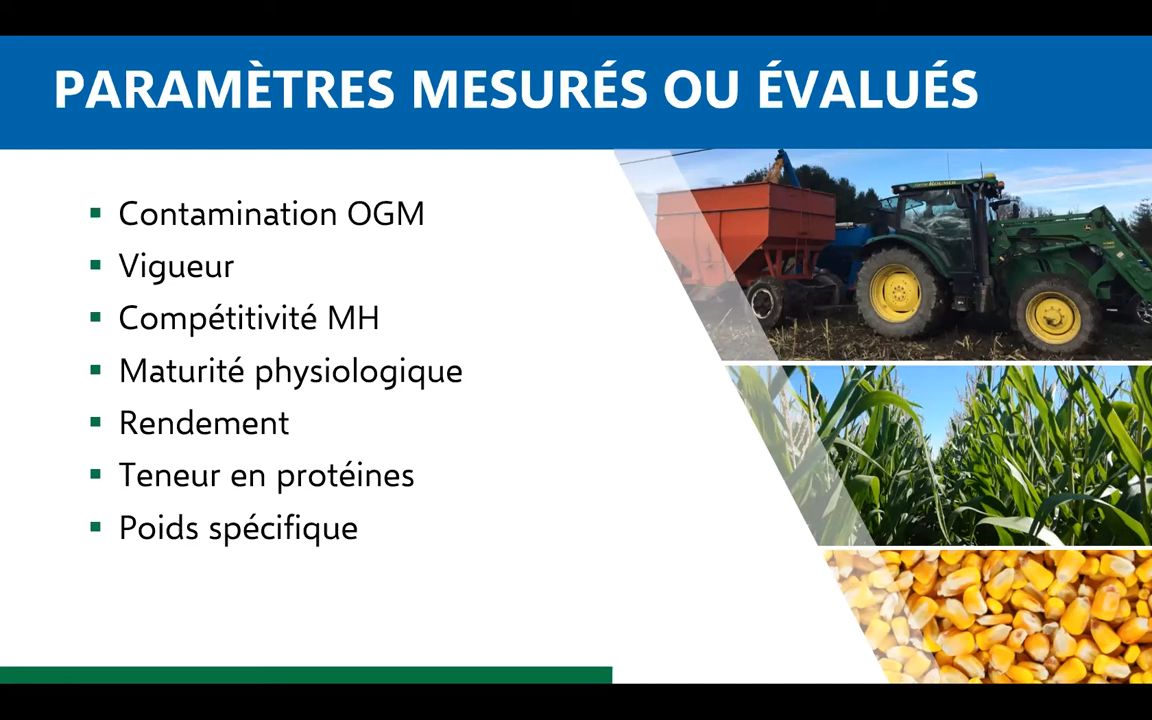 PARAMÈTRES MESURÉS OU ÉVALUÉS
Contamination OGM
Vigueur
Compétitivité MH
Maturité physiologique
Rendement
Teneur en protéines
Poids spécifique